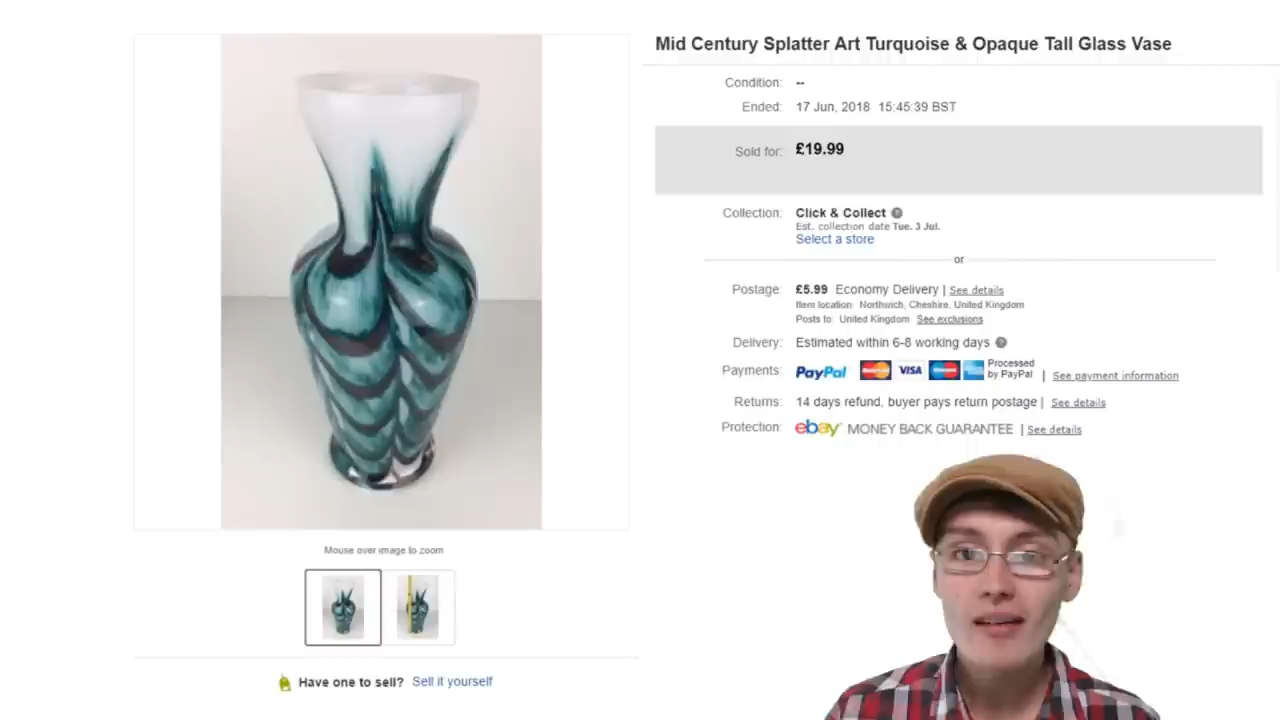 Mid Century Splatter Art Turquoise & Opaque Tall Glass Vase
Condition: --
Ended: 17 Jun, 2018 15:45:39 BST
Sold for: £19.99
Collection: Click & Collect ?
Est. collection date Tue. 3 Jul.
Select a store
or
Postage: £5.99 Economy Delivery | See details
Item location: Northwich, Cheshire, United Kingdom
Posts to: United Kingdom See exclusions
Delivery: Estimated within 6-8 working days ?
Payments: PayPal MasterCard VISA Maestro Processed
by PayPal | See payment information
Returns: 14 days refund, buyer pays return postage | See details
Protection: ebay MONEY BACK GUARANTEE | See details
Mouse over image to zoom
Have one to sell? Sell it yourself